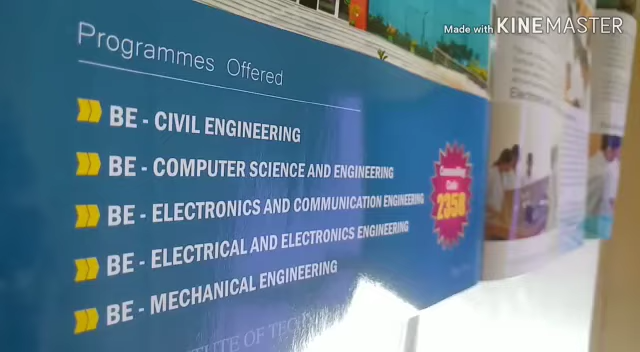 Made with KINEMASTER
Programmes Offered
BE - CIVIL ENGINEERING
BE - COMPUTER SCIENCE AND ENGINEERING
BE - ELECTRONICS AND COMMUNICATION ENGINEERING
BE - ELECTRICAL AND ELECTRONICS ENGINEERING
BE - MECHANICAL ENGINEERING
Counselling
Code
2358